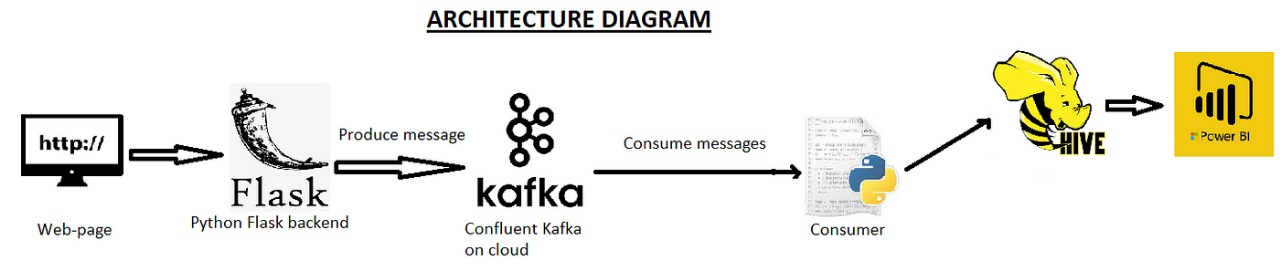 ARCHITECTURE DIAGRAM
http://
Web-page
Flask
Python Flask backend
Produce message
kafka
Confluent Kafka
on cloud
Consume messages
Consumer
HIVE
Power BI